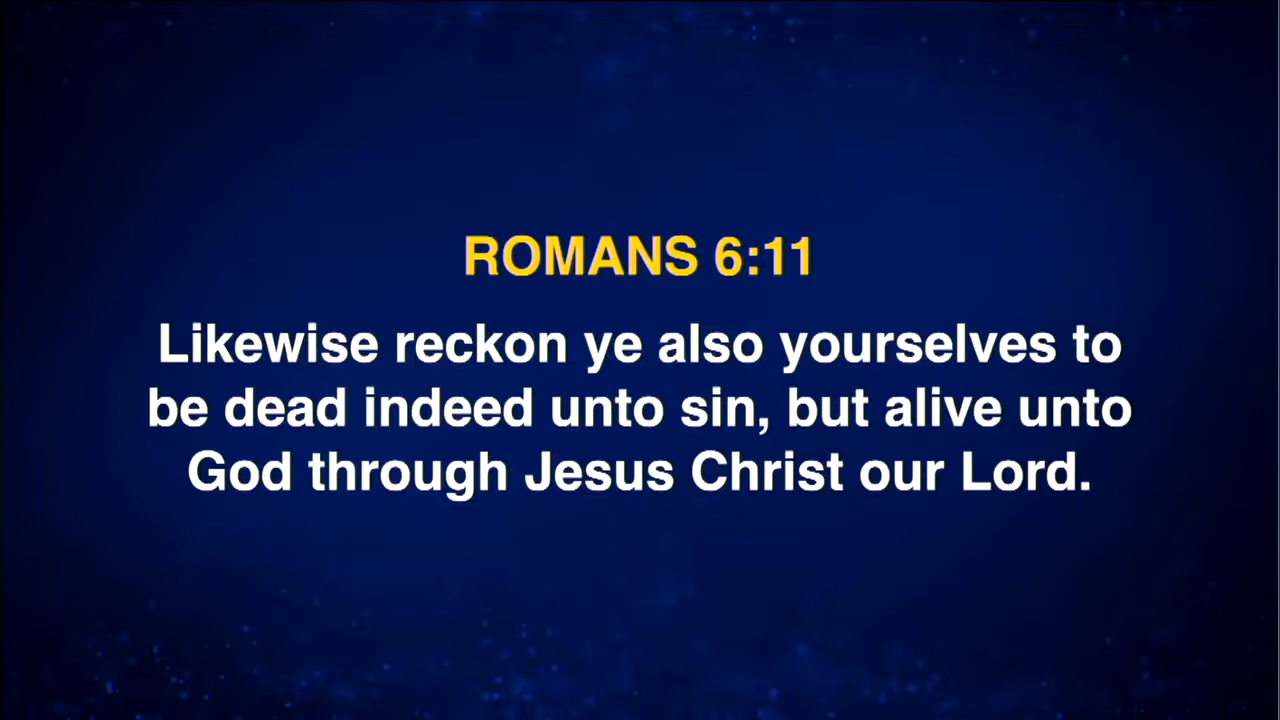 ROMANS 6:11
Likewise reckon ye also yourselves to
be dead indeed unto sin, but alive unto
God through Jesus Christ our Lord.